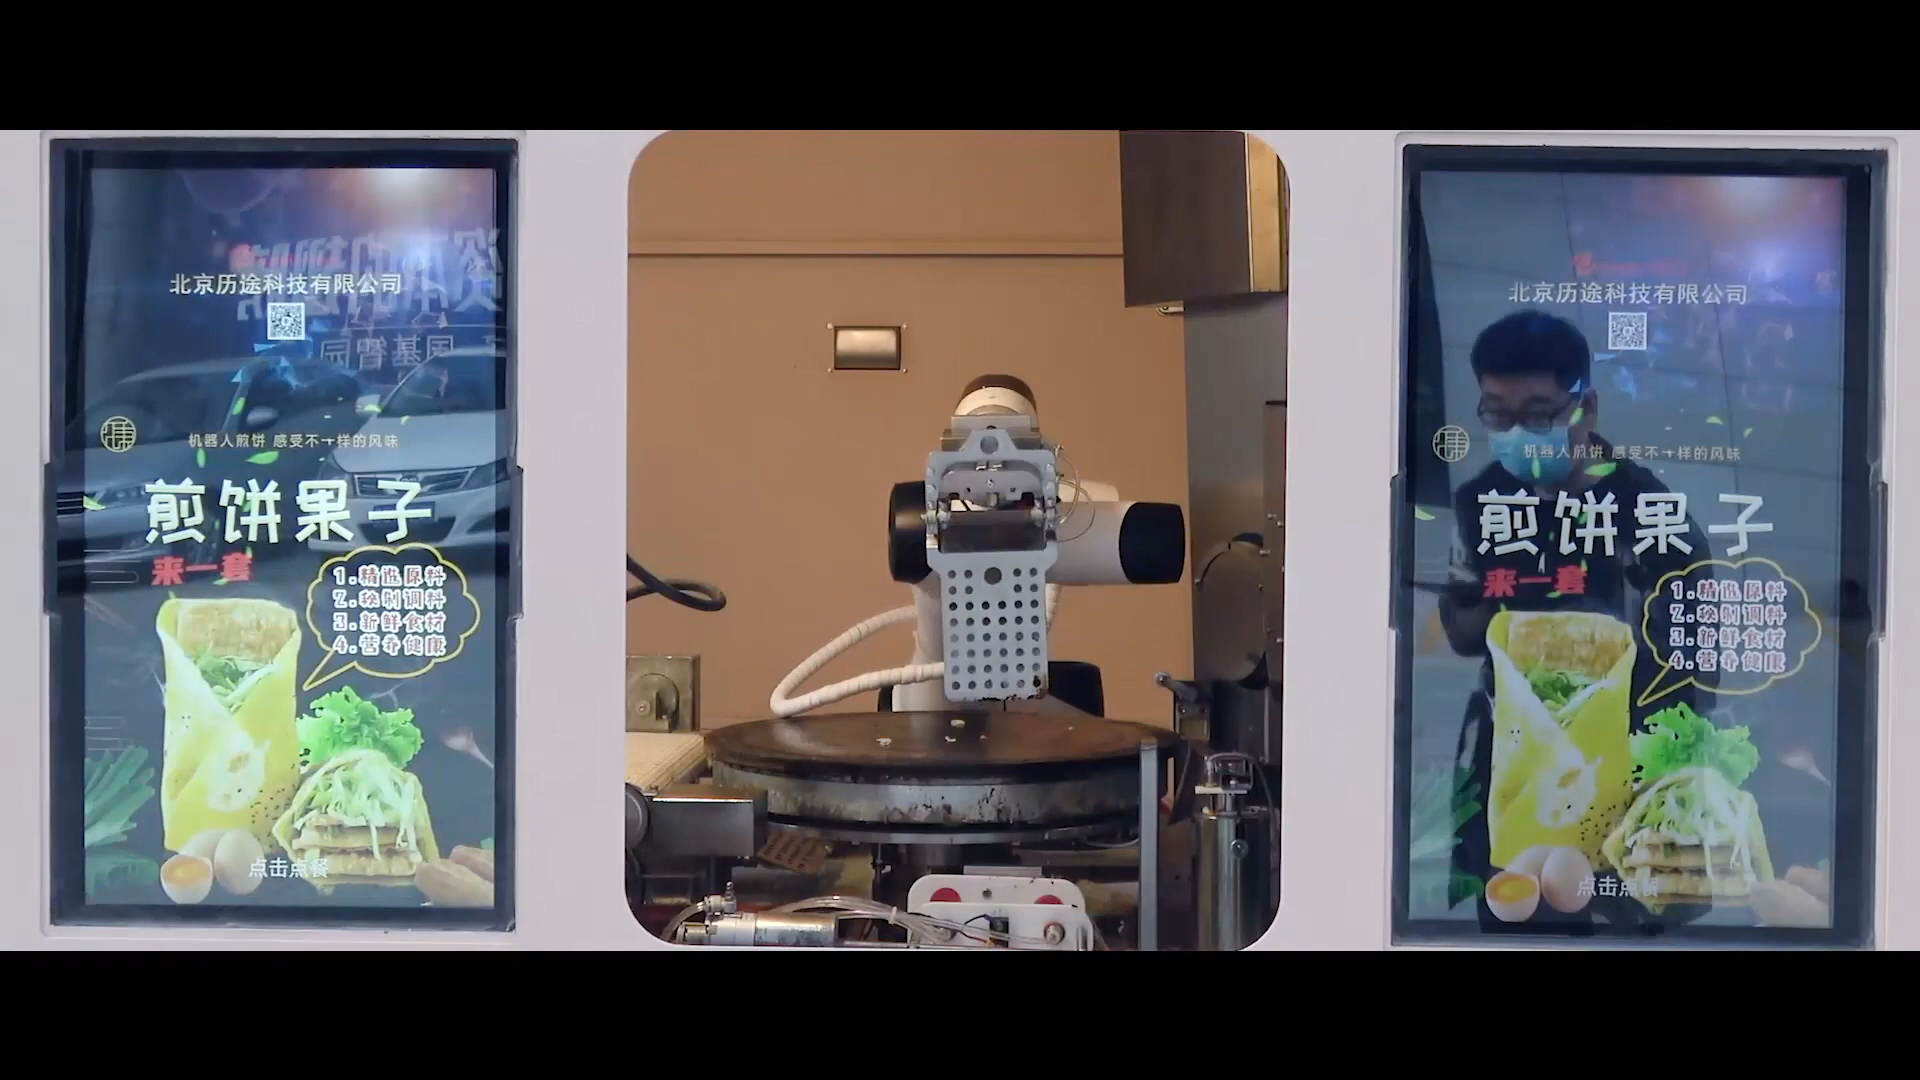 北京历途科技有限公司
机器人煎饼 感受不一样的风味
煎饼果子
来一套
1.精选原料
2.秘制调料
3.新鲜食材
4.营养健康
点击点餐
北京历途科技有限公司
机器人煎饼 感受不一样的风味
煎饼果子
来一套
1.精选原料
2.秘制调料
3.新鲜食材
4.营养健康
点击点餐